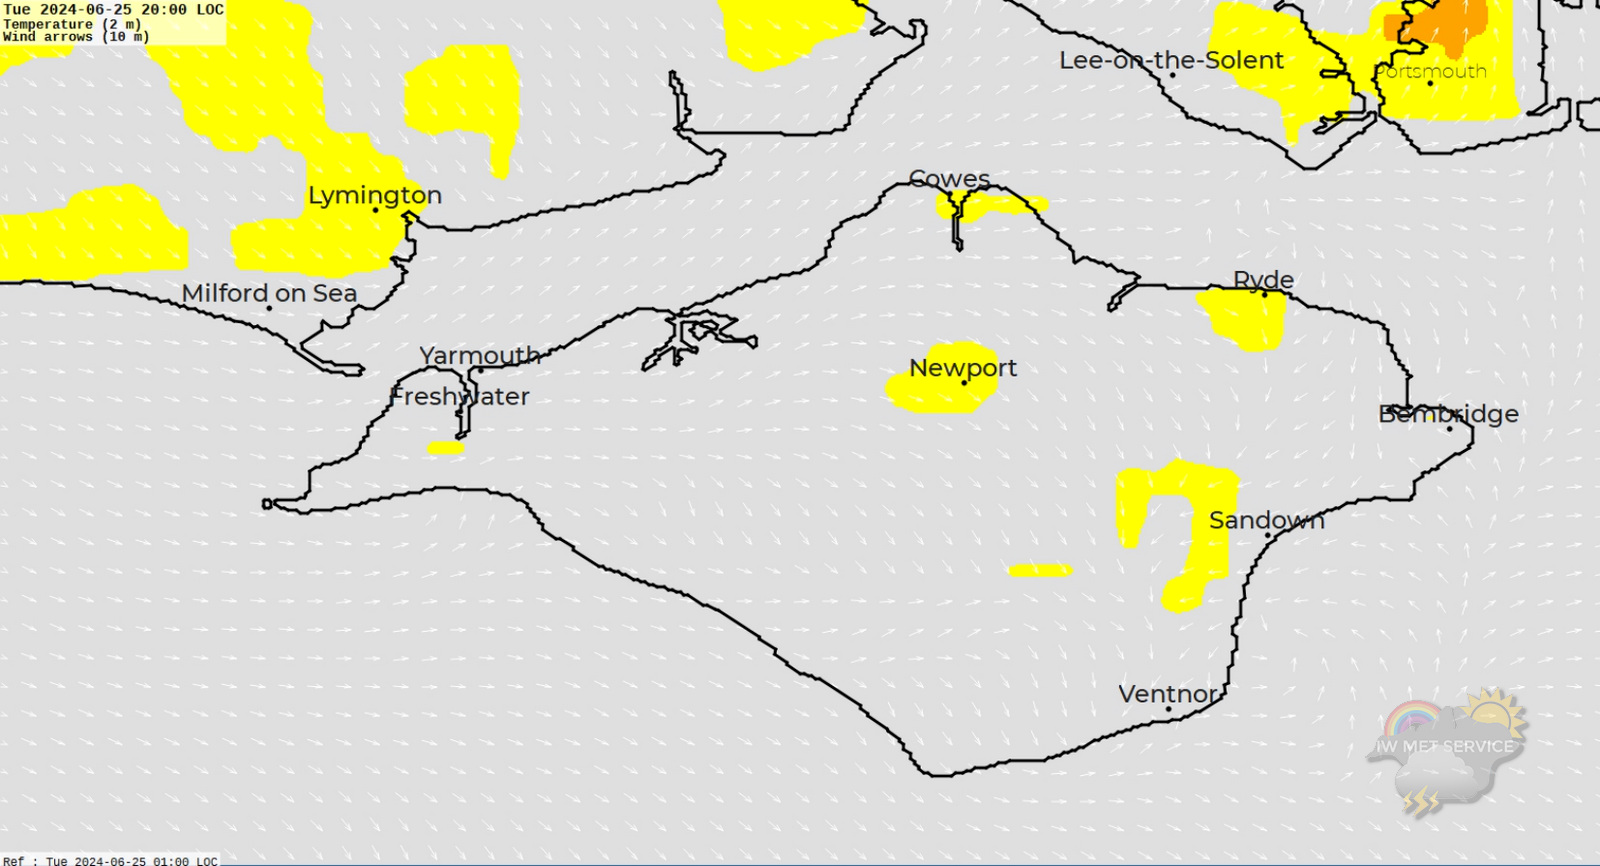 Tue 2024-06-25 20:00 LOC
Temperature (2 m)
Wind arrows (10 m)
Lee-on-the-Solent
Portsmouth
Cowes
Lymington
Ryde
Milford on Sea
Yarmouth
Newport
Freshwater
Bembridge
Sandown
Ventnor
IW MET SERVICE
Ref : Tue 2024-06-25 01:00 LOC